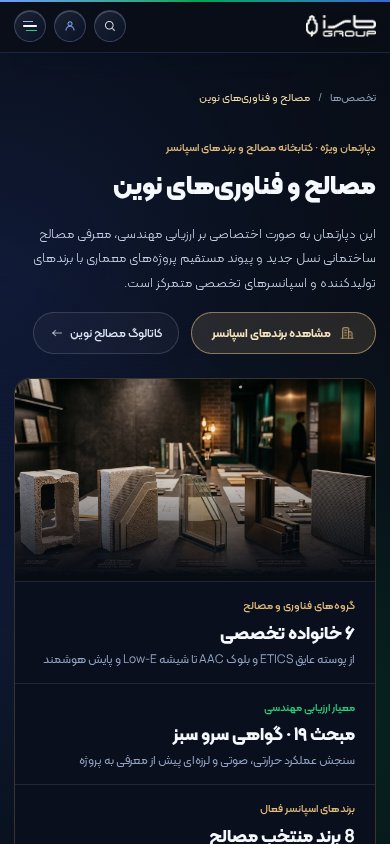 GROUP
تخصص‌ها / مصالح و فناوری‌های نوین
دپارتمان ویژه · کتابخانه مصالح و برندهای اسپانسر
مصالح و فناوری‌های نوین
این دپارتمان به صورت اختصاصی بر ارزیابی مهندسی، معرفی مصالح
ساختمانی نسل جدید و پیوند مستقیم پروژه‌های معماری با برندهای
تولیدکننده و اسپانسرهای تخصصی متمرکز است.
مشاهده برندهای اسپانسر
کاتالوگ مصالح نوین ←
گروه‌های فناوری و مصالح
۶ خانواده تخصصی
از پوسته عایق ETICS و بلوک AAC تا شیشه Low-E و پایش هوشمند
معیار ارزیابی مهندسی
مبحث ۱۹ · گواهی سرو سبز
سنجش عملکرد حرارتی، صوتی و لرزه‌ای پیش از معرفی به پروژه
برندهای اسپانسر فعال
8 برند منتخب مصالح